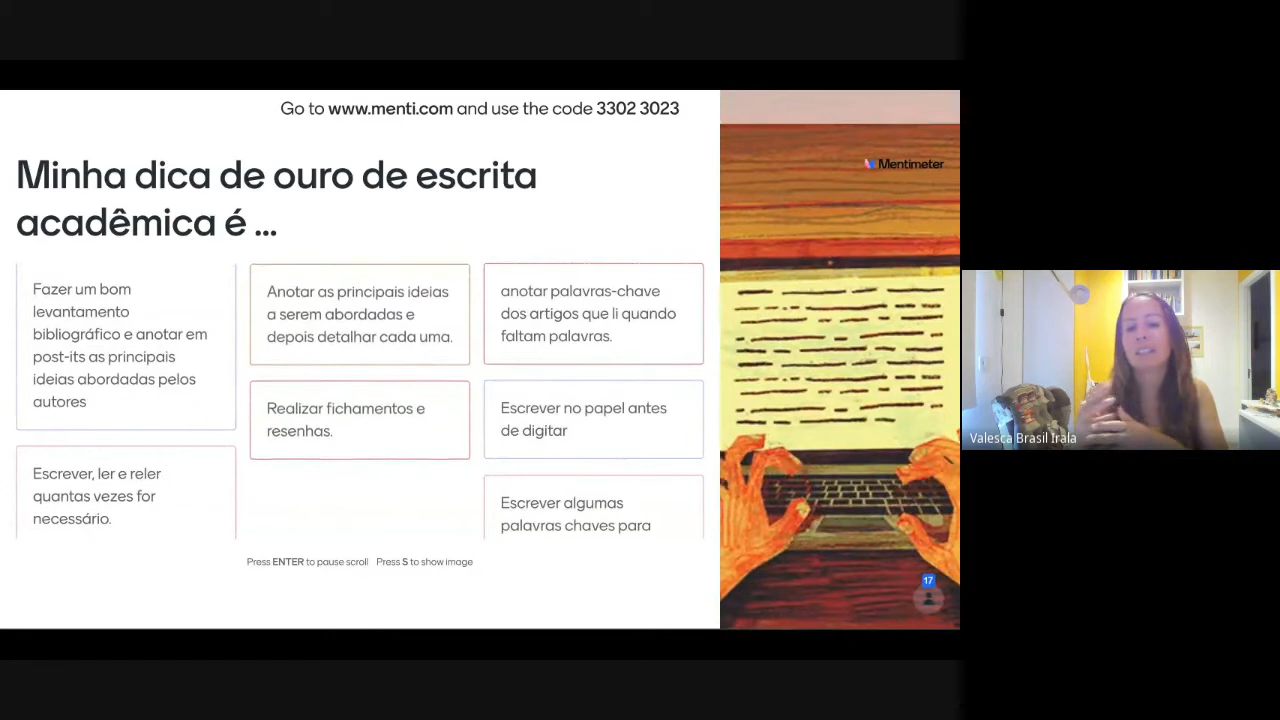 Go to www.menti.com and use the code 3302 3023
Mentimeter
Minha dica de ouro de escrita
acadêmica é ...
Fazer um bom
levantamento
bibliográfico e anotar em
post-its as principais
ideias abordadas pelos
autores
Escrever, ler e reler
quantas vezes for
necessário.
Anotar as principais ideias
a serem abordadas e
depois detalhar cada uma.
Realizar fichamentos e
resenhas.
anotar palavras-chave
dos artigos que li quando
faltam palavras.
Escrever no papel antes
de digitar
Escrever algumas
palavras chaves para
Press ENTER to pause scroll Press S to show image
17
Valesca Brasil Irala